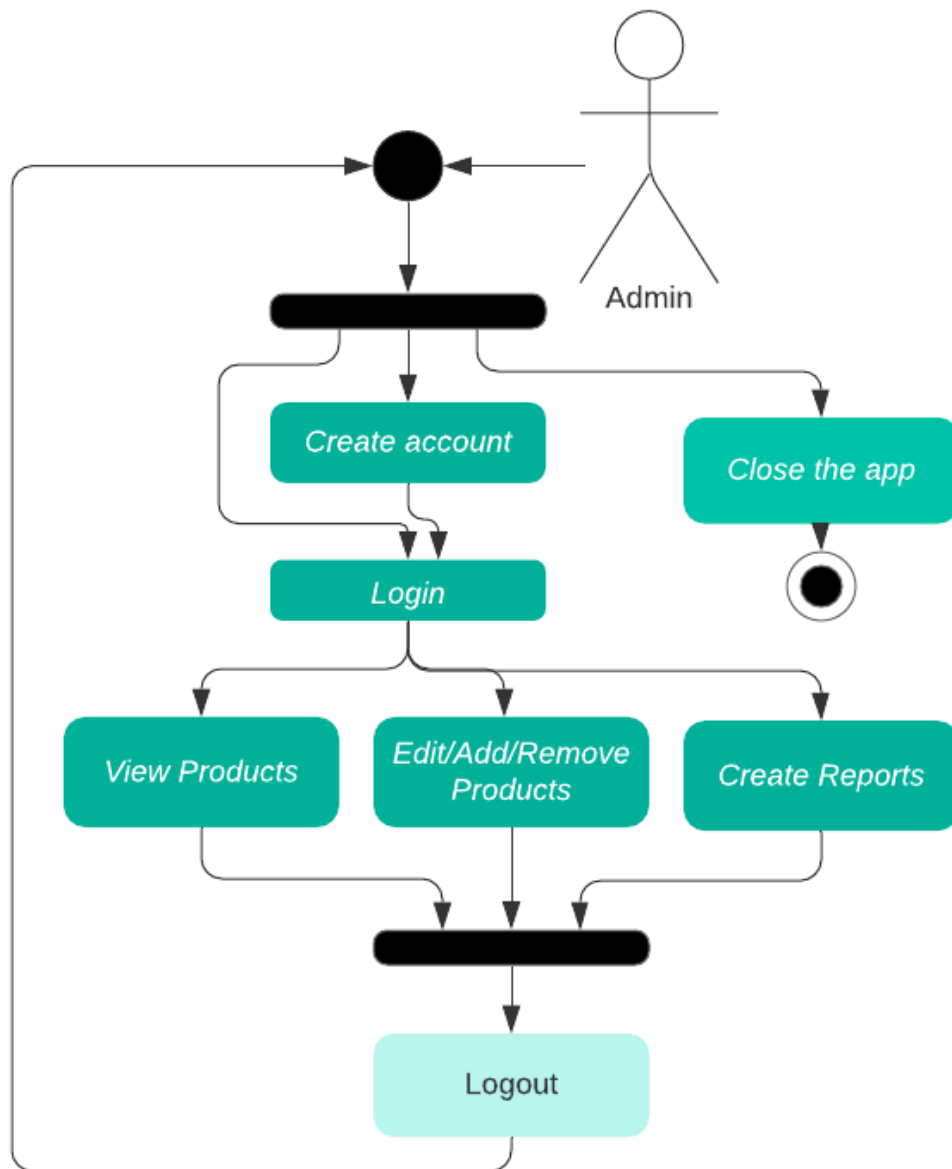 Admin
Create account
Close the app
Login
View Products
Edit/Add/Remove
Products
Create Reports
Logout